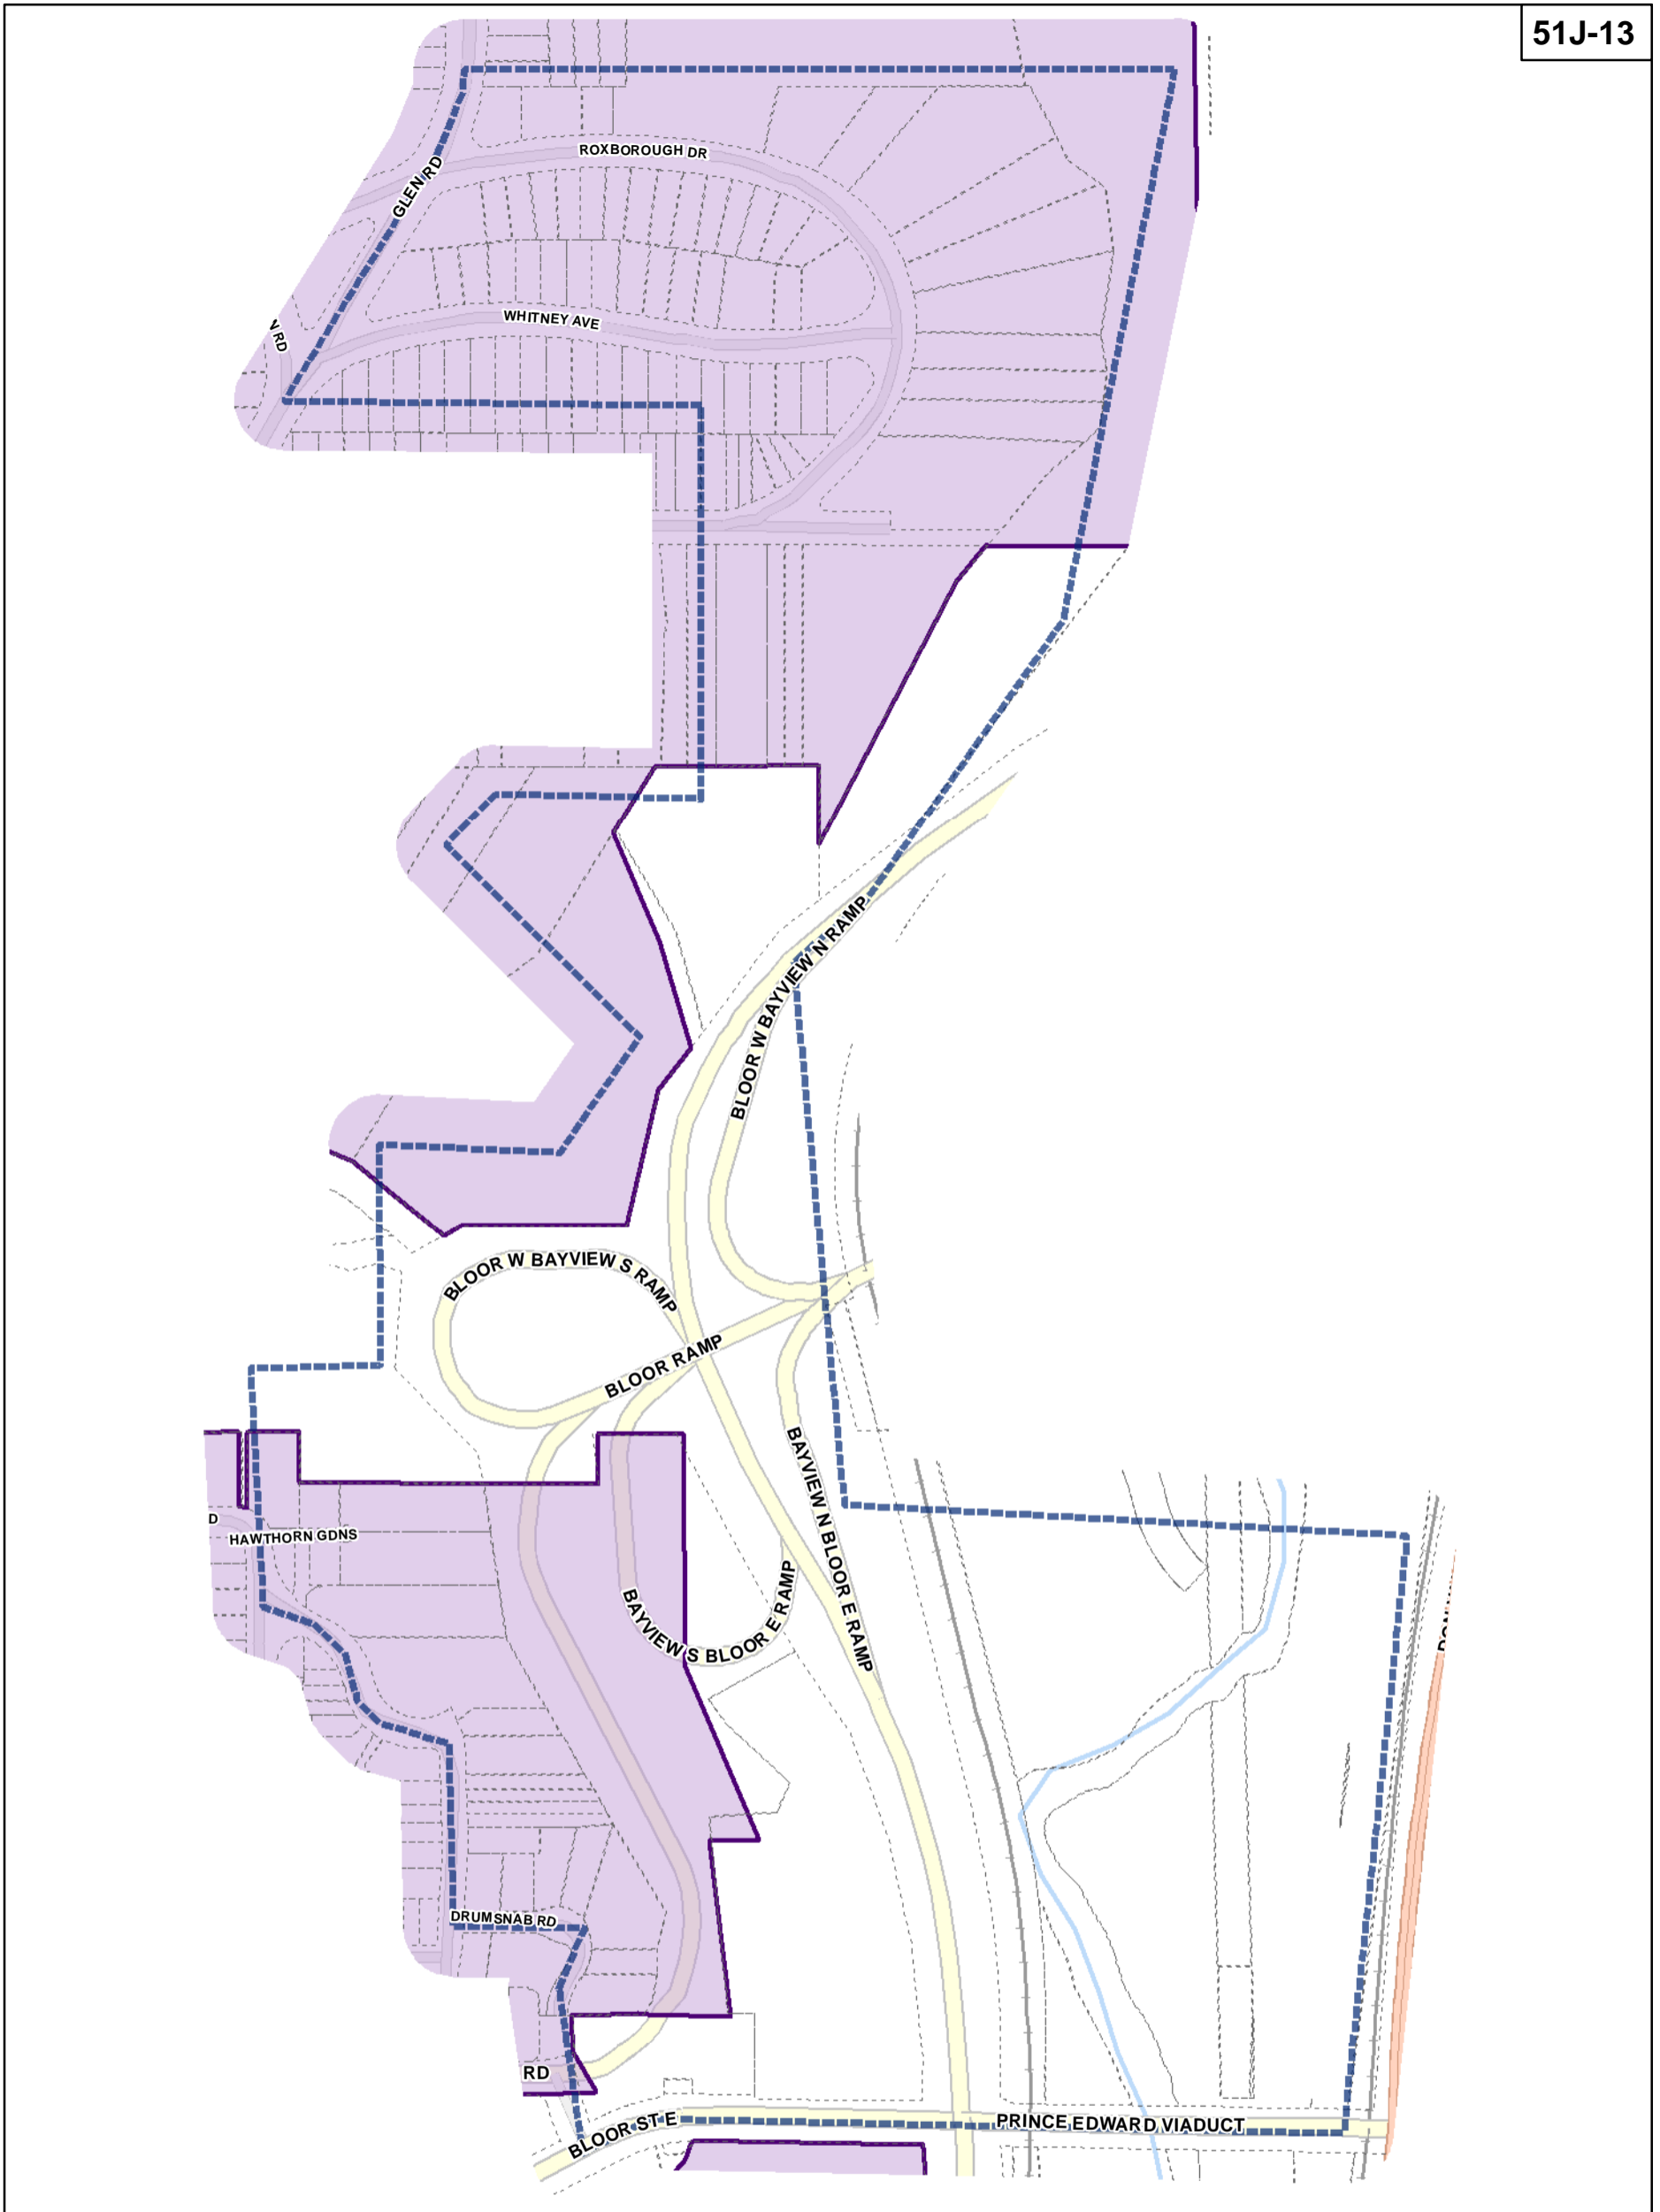 51J-13
ROXBOROUGH DR
GLEN RD
WHITNEY AVE
N RD
BLOOR W BAYVIEW N RAMP
BLOOR W BAYVIEW S RAMP
BLOOR RAMP
BAYVIEW N BLOOR E RAMP
D
HAWTHORN GDNS
BAYVIEW S BLOOR E RAMP
DRUMSNAB RD
RD
BLOOR ST E
PRINCE EDWARD VIADUCT